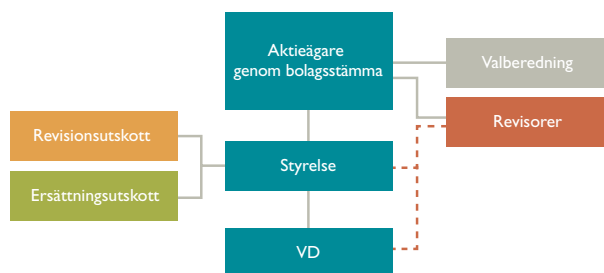 Aktieägare
genom bolagsstämma
Valberedning
Revisorer
Revisionsutskott
Styrelse
Ersättningsutskott
VD